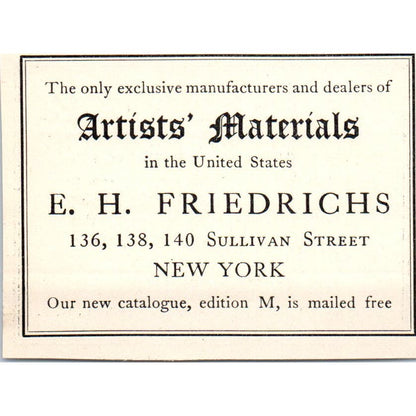 The only exclusive manufacturers and dealers of
Artists' Materials
in the United States
E. H. FRIEDRICHS
136, 138, 140 SULLIVAN STREET
NEW YORK
Our new catalogue, edition M, is mailed free